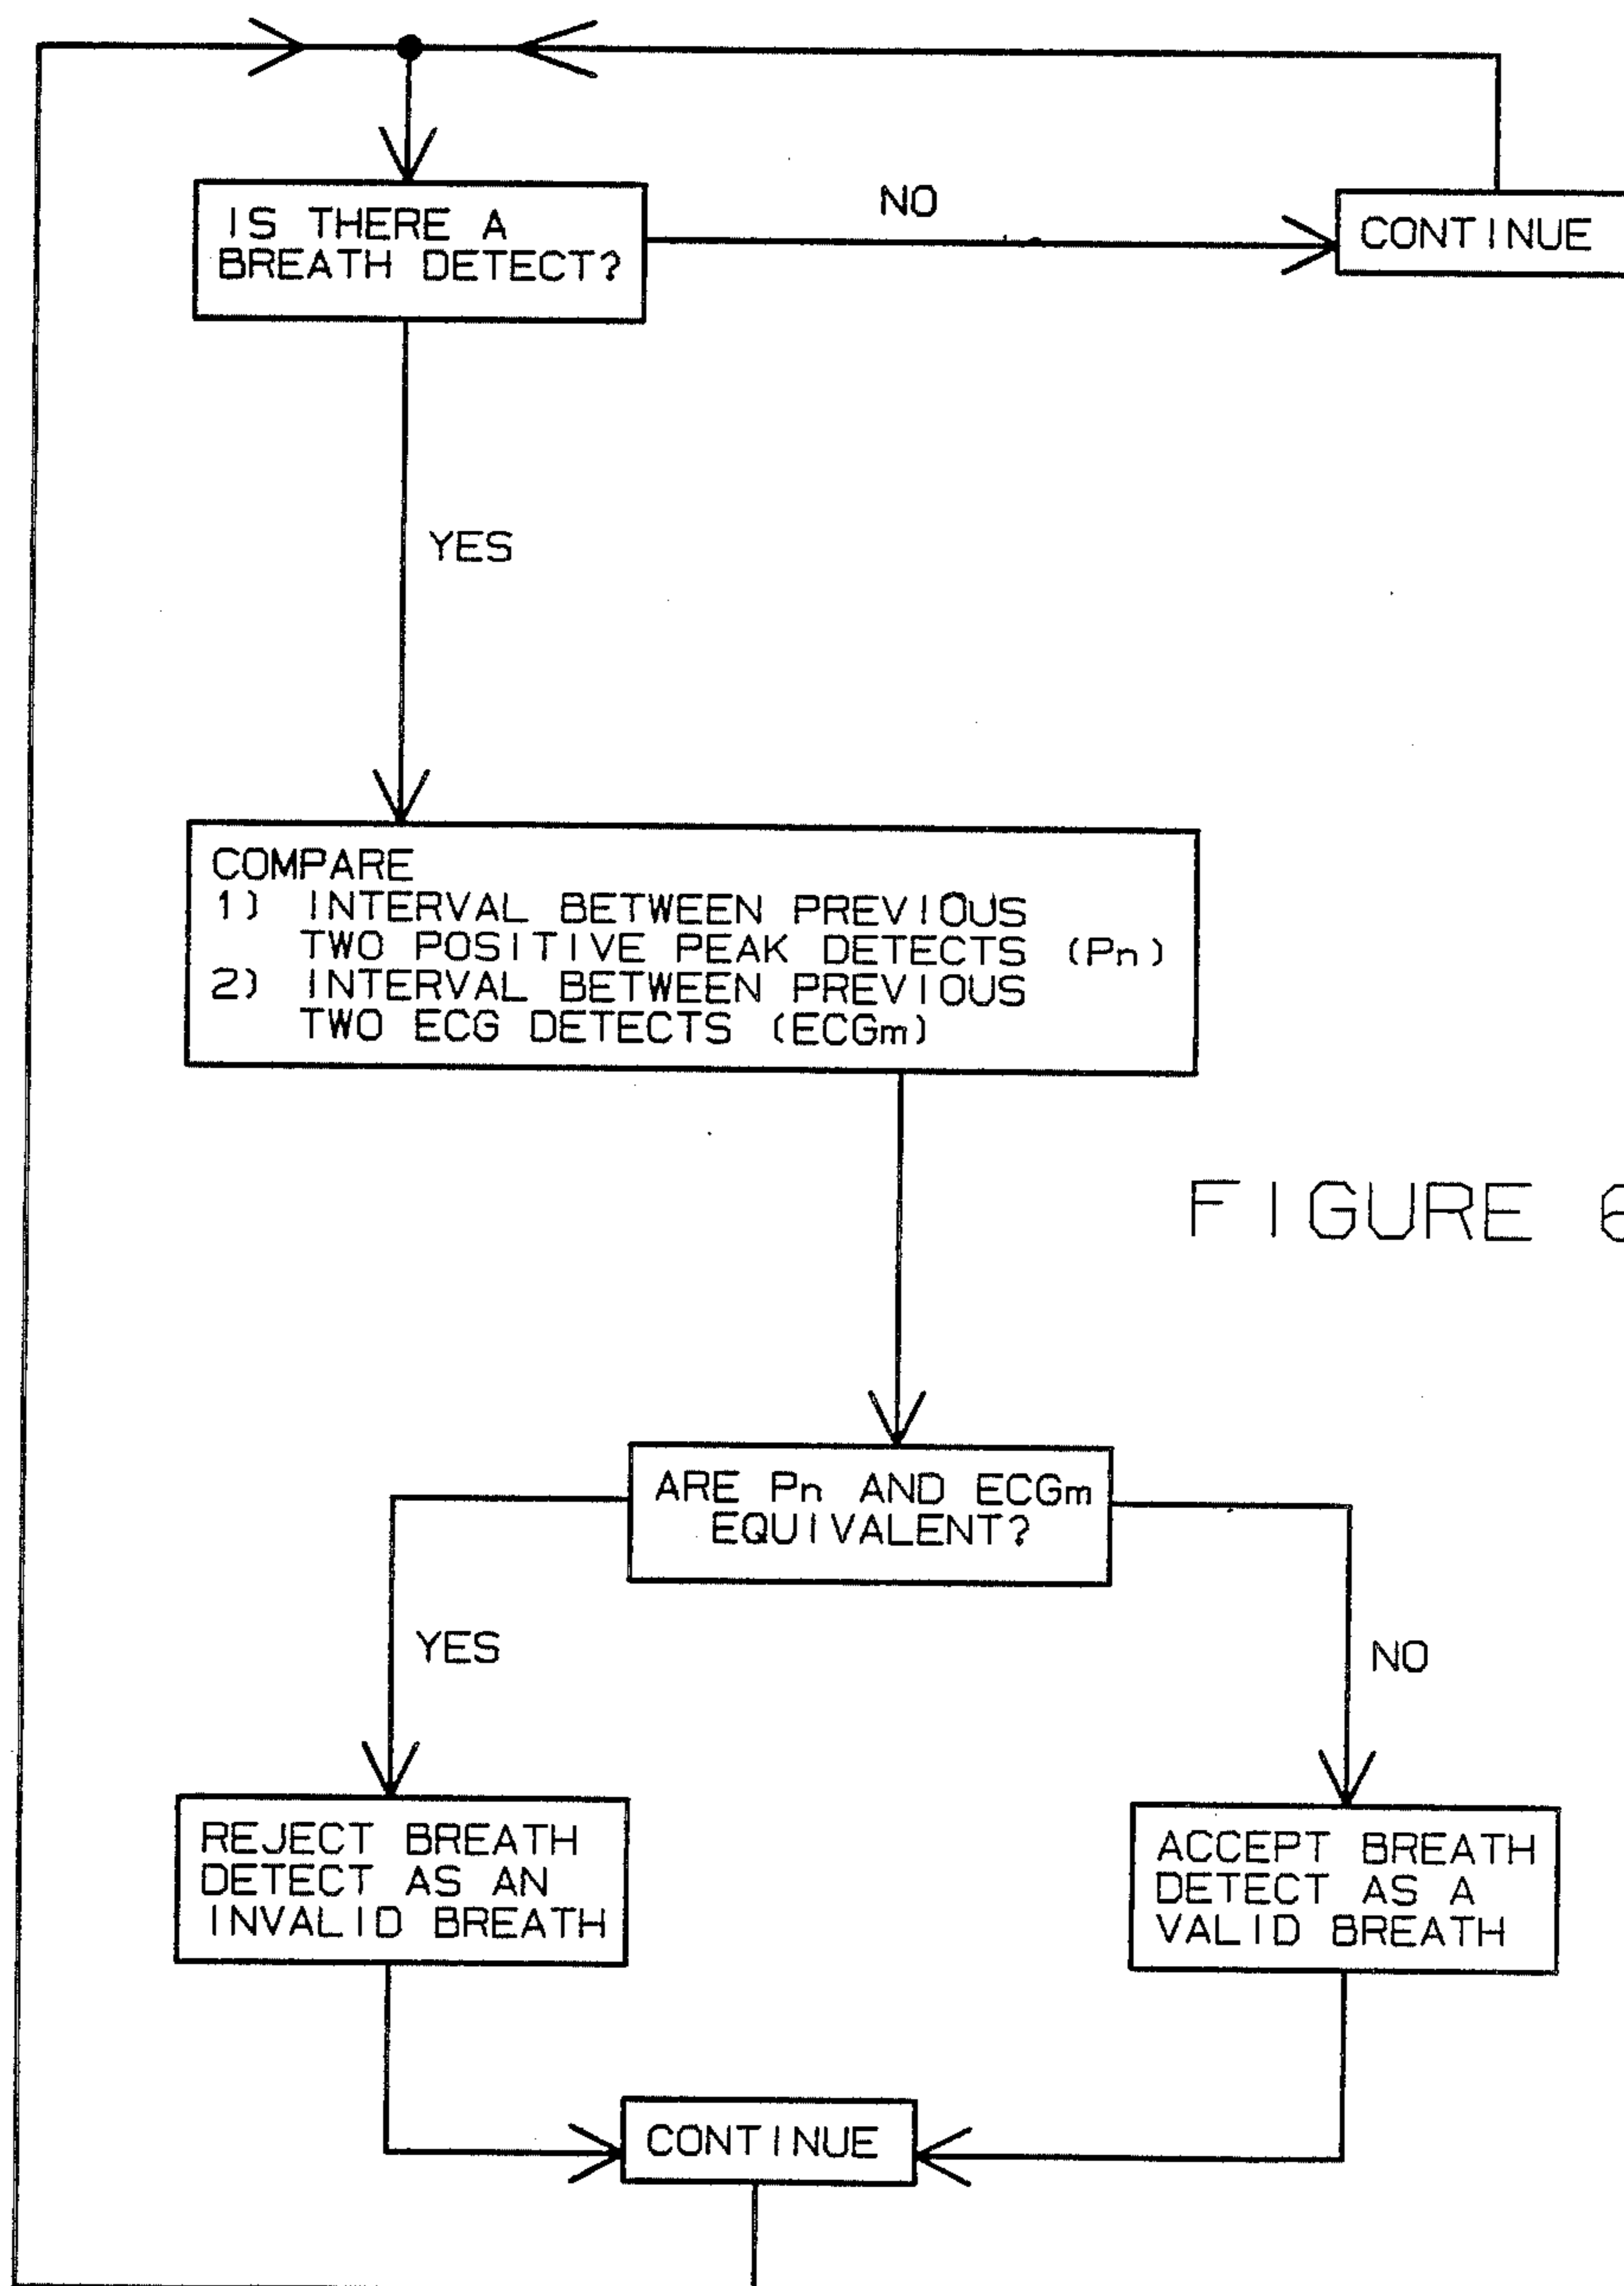 IS THERE A
BREATH DETECT?
NO
CONTINUE
YES
COMPARE
1) INTERVAL BETWEEN PREVIOUS
TWO POSITIVE PEAK DETECTS (Pn)
2) INTERVAL BETWEEN PREVIOUS
TWO ECG DETECTS (ECGm)
FIGURE 6
ARE Pn AND ECGm
EQUIVALENT?
YES
NO
REJECT BREATH
DETECT AS AN
INVALID BREATH
ACCEPT BREATH
DETECT AS A
VALID BREATH
CONTINUE